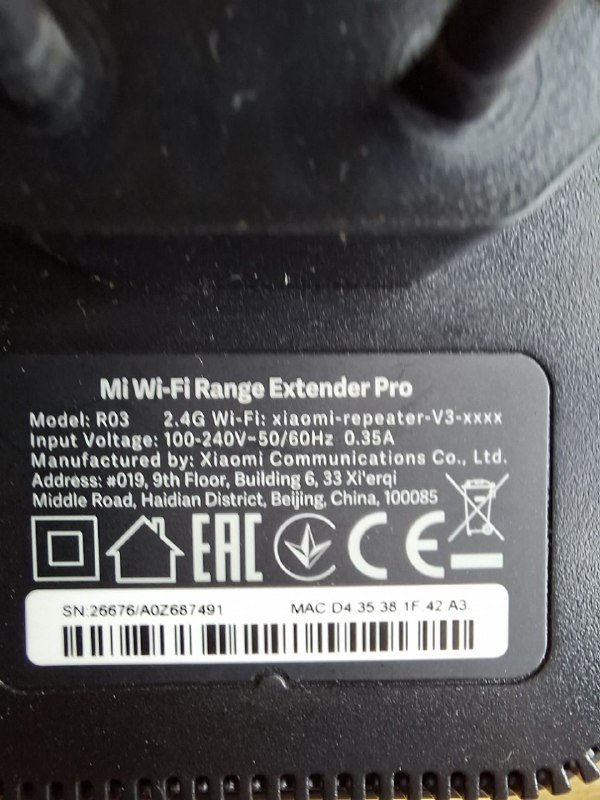 Mi Wi-Fi Range Extender Pro
Model: R03 2.4G Wi-Fi: xiaomi-repeater-V3-xxxx
Input Voltage: 100-240V~50/60Hz 0.35A
Manufactured by: Xiaomi Communications Co., Ltd.
Address: #019, 9th Floor, Building 6, 33 Xi'erqi
Middle Road, Haidian District, Beijing, China, 100085
EAC CE
SN:26676/A0Z687491 MAC D4 35 38 1F 42 A3